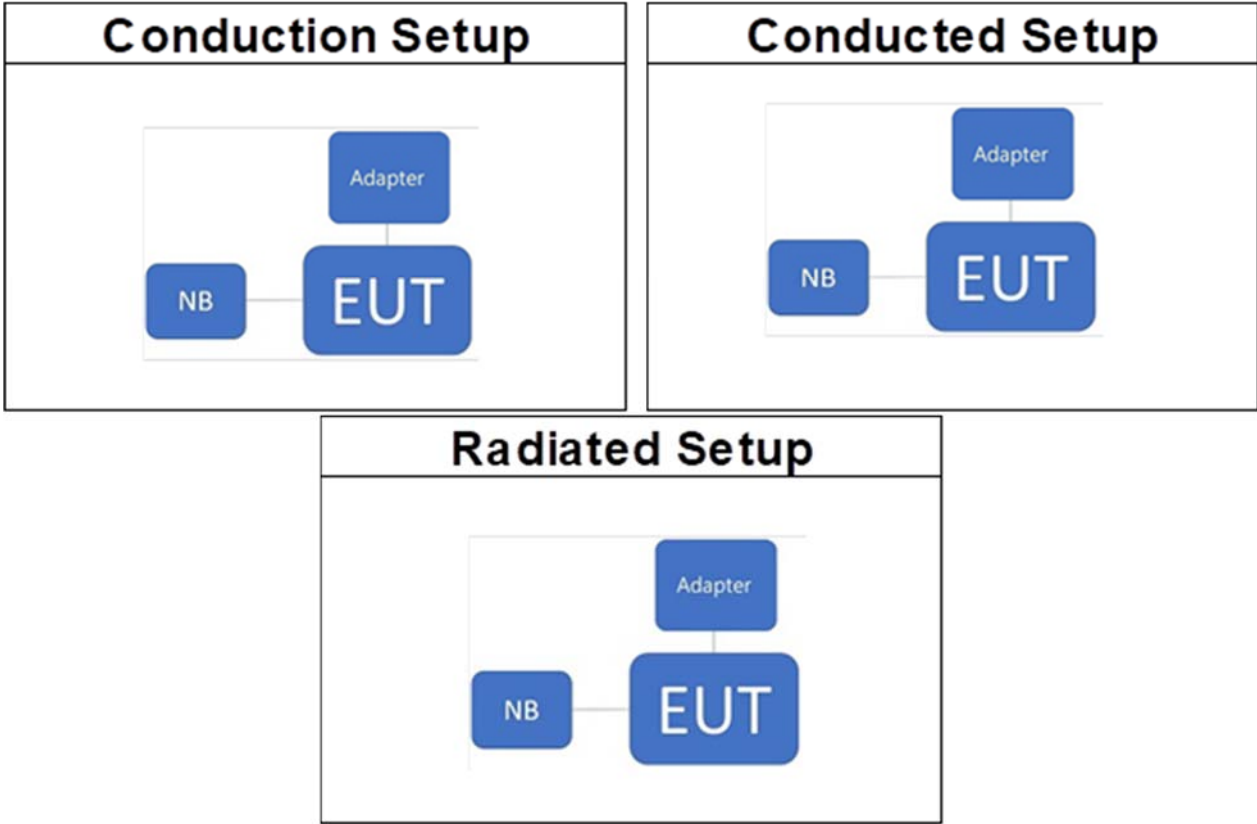 Conduction Setup
Adapter
NB
EUT
Conducted Setup
Adapter
NB
EUT
Radiated Setup
Adapter
NB
EUT